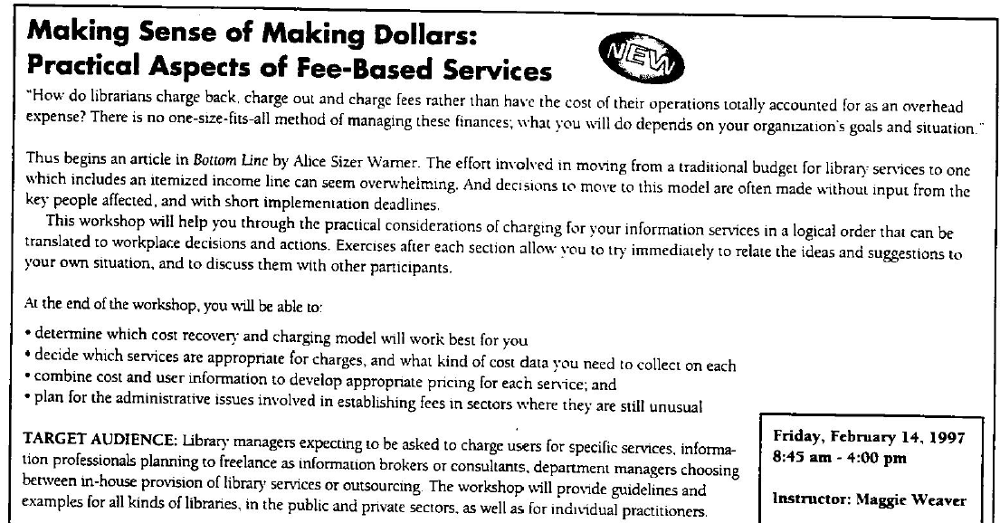 Making Sense of Making Dollars:
Practical Aspects of Fee-Based Services
NEW
"How do librarians charge back, charge out and charge fees rather than have the cost of their operations totally accounted for as an overhead
expense? There is no one-size-fits-all method of managing these finances; what you will do depends on your organization's goals and situation."
Thus begins an article in Bottom Line by Alice Sizer Warner. The effort involved in moving from a traditional budget for library services to one
which includes an itemized income line can seem overwhelming. And decisions to move to this model are often made without input from the
key people affected, and with short implementation deadlines.
This workshop will help you through the practical considerations of charging for your information services in a logical order that can be
translated to workplace decisions and actions. Exercises after each section allow you to try immediately to relate the ideas and suggestions to
your own situation, and to discuss them with other participants.
At the end of the workshop, you will be able to:
• determine which cost recovery and charging model will work best for you
• decide which services are appropriate for charges, and what kind of cost data you need to collect on each
• combine cost and user information to develop appropriate pricing for each service; and
• plan for the administrative issues involved in establishing fees in sectors where they are still unusual
TARGET AUDIENCE: Library managers expecting to be asked to charge users for specific services, informa-
tion professionals planning to freelance as information brokers or consultants, department managers choosing
between in-house provision of library services or outsourcing. The workshop will provide guidelines and
examples for all kinds of libraries, in the public and private sectors, as well as for individual practitioners.
Friday, February 14, 1997
8:45 am - 4:00 pm
Instructor: Maggie Weaver